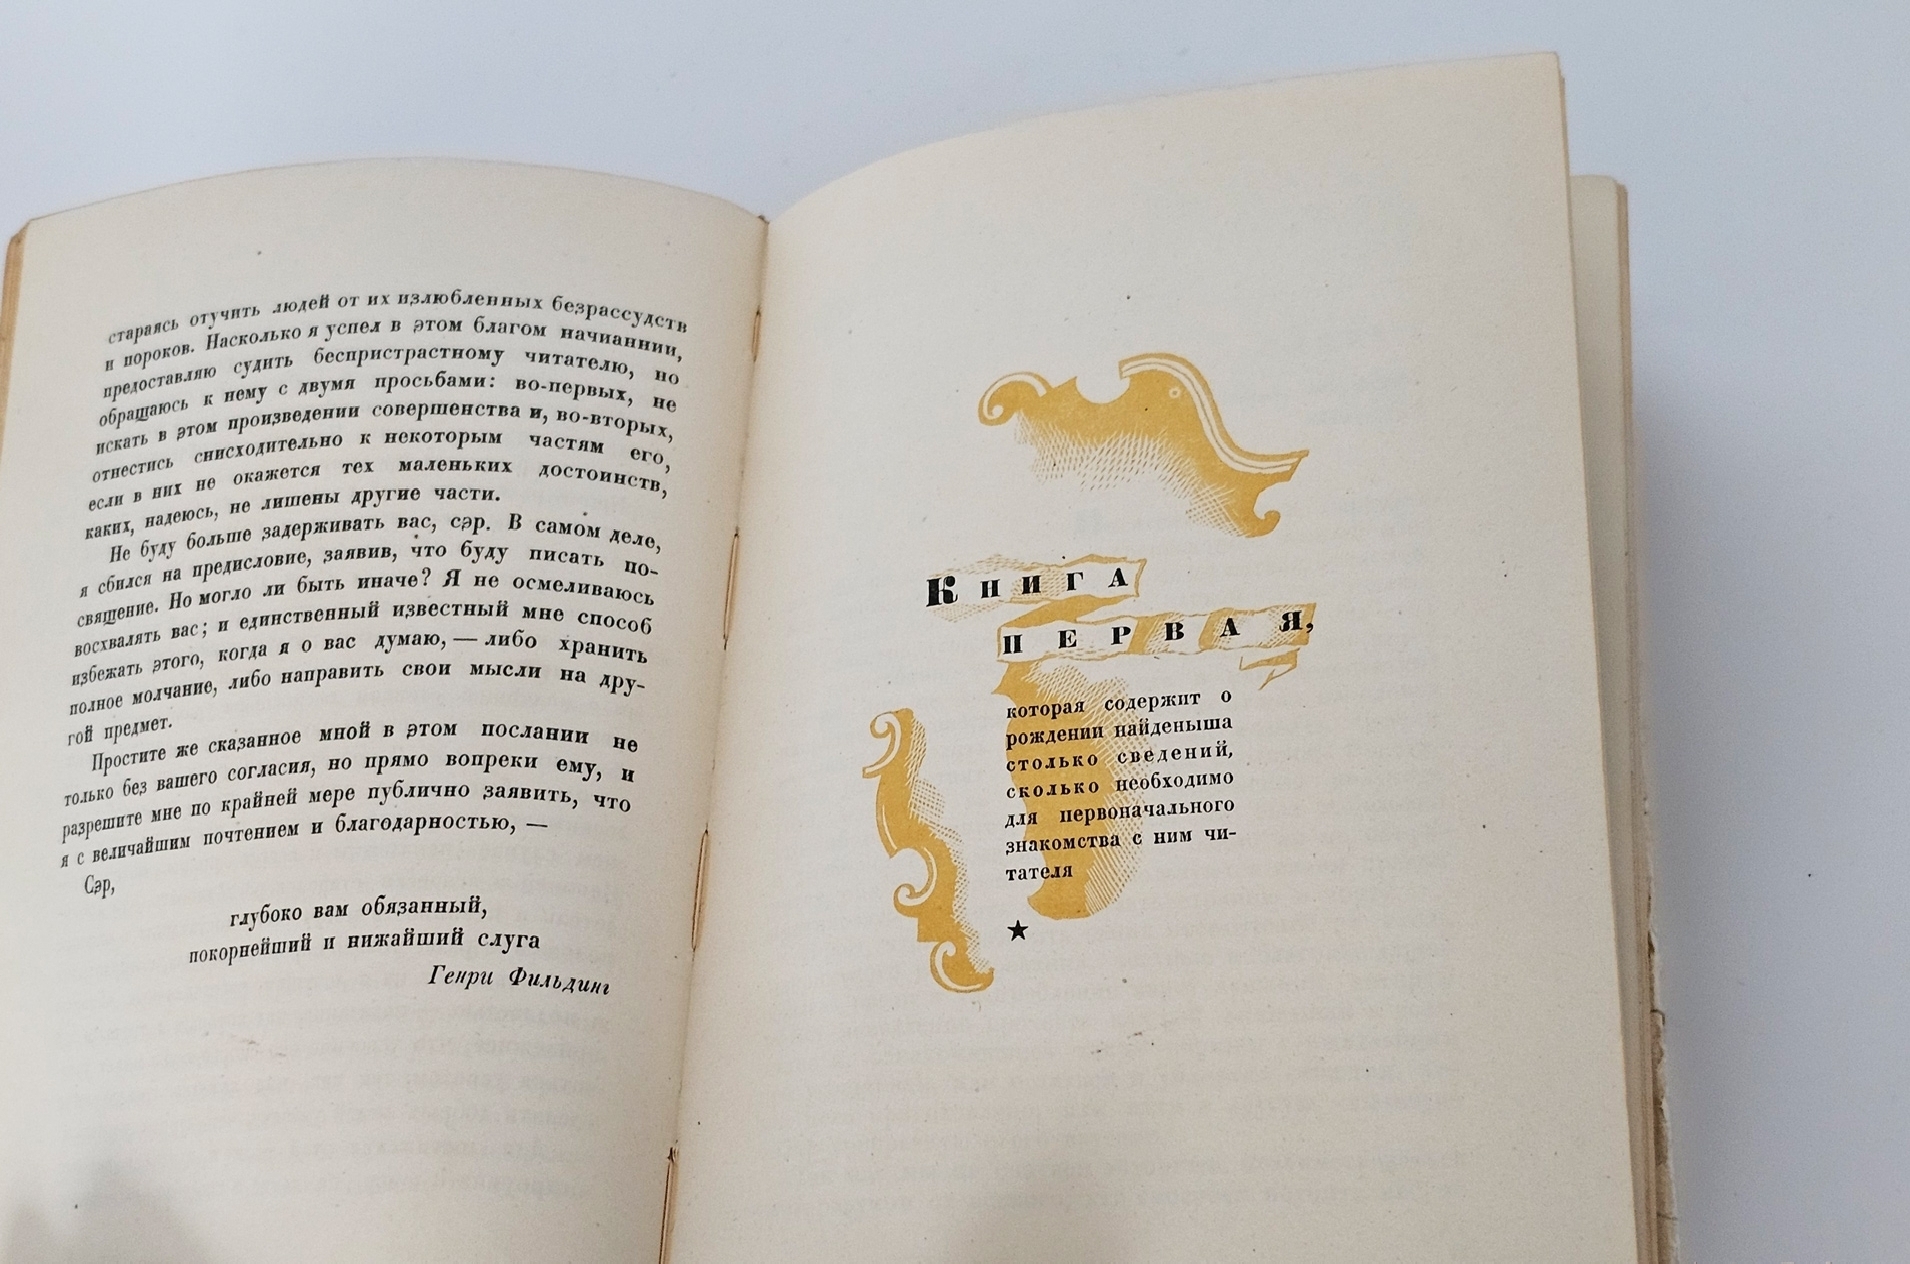 стараясь отучить людей от их излюбленных безрассудств
и пороков. Насколько я успел в этом благом начианнии,
предоставляю судить беспристрастному читателю, но
обращаюсь к нему с двумя просьбами: во-первых, не
искать в этом произведении совершенства и, во-вторых,
отнестись снисходительно к некоторым частям его,
если в них не окажется тех маленьких достоинств,
каких, надеюсь, не лишены другие части.
Не буду больше задерживать вас, сэр. В самом деле,
я сбился на предисловие, заявив, что буду писать по-
священие. Но могло ли быть иначе? Я не осмеливаюсь
восхвалять вас; и единственный известный мне способ
избежать этого, когда я о вас думаю, — либо хранить
полное молчание, либо направить свои мысли на дру-
гой предмет.
Простите же сказанное мной в этом послании не
только без вашего согласия, но прямо вопреки ему, и
разрешите мне по крайней мере публично заявить, что
я с величайшим почтением и благодарностью, —
Сэр,
глубоко вам обязанный,
покорнейший и нижайший слуга
Генри Фильдинг
Книга
первая,
которая содержит о
рождении найденыша
столько сведений,
сколько необходимо
для первоначального
знакомства с ним чи-
тателя
★